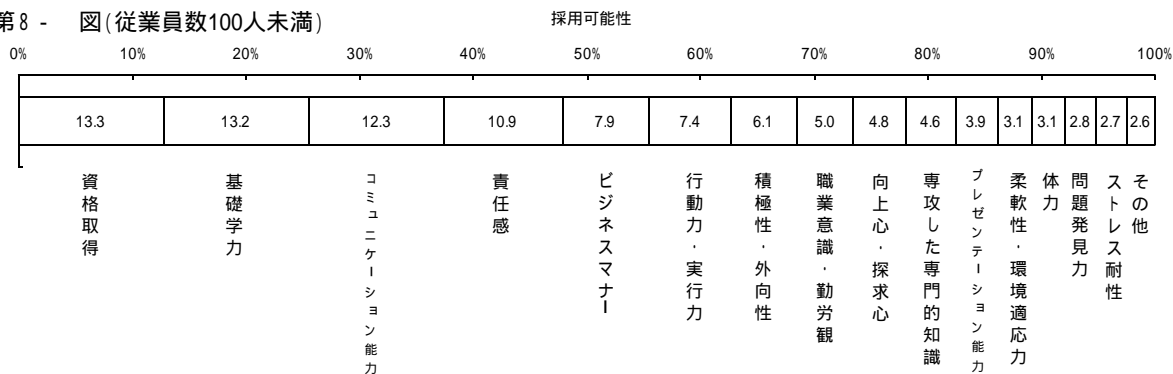 第8 - 図(従業員数100人未満)
採用可能性
0% 10% 20% 30% 40% 50% 60% 70% 80% 90% 100%
13.3 13.2 12.3 10.9 7.9 7.4 6.1 5.0 4.8 4.6 3.9 3.1 3.1 2.8 2.7 2.6
資格取得
基礎学力
コミュニケーション能力
責任感
ビジネスマナー
行動力・実行力
積極性・外向性
職業意識・勤労観
向上心・探求心
専攻した専門的知識
プレゼンテーション能力
柔軟性・環境適応力
体力
問題発見力
ストレス耐性
その他